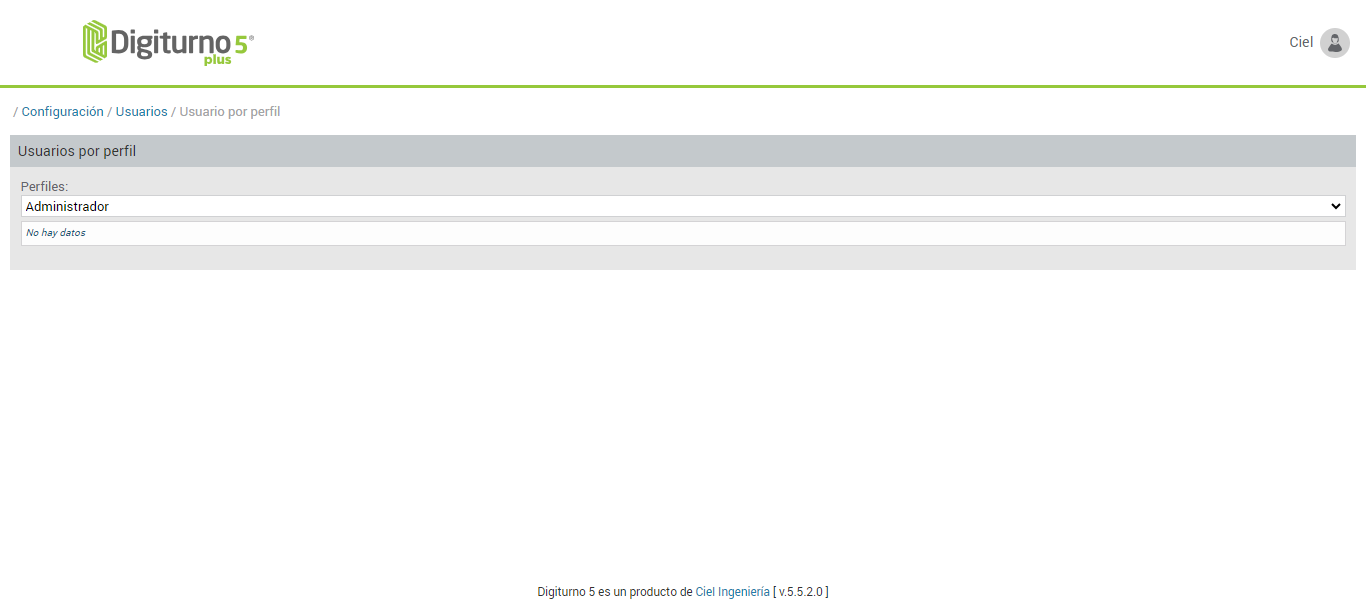 Digiturno 5®
plus
Ciel
/ Configuración / Usuarios / Usuario por perfil
Usuarios por perfil
Perfiles:
Administrador
No hay datos
Digiturno 5 es un producto de Ciel Ingeniería [ v.5.5.2.0 ]